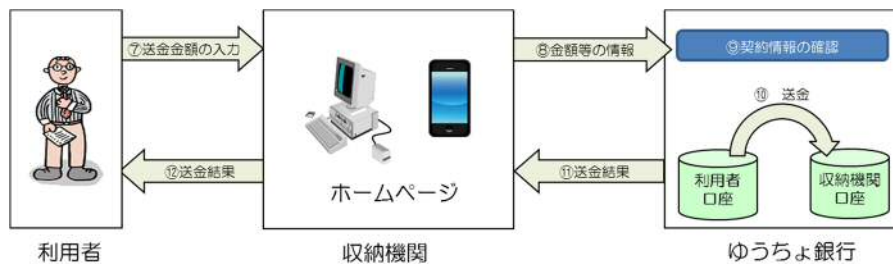 ⑦送金金額の入力
⑧金額等の情報
⑨契約情報の確認
⑩ 送金
⑫送金結果
⑪送金結果
ホームページ
利用者
口座
収納機関
口座
利用者
収納機関
ゆうちょ銀行